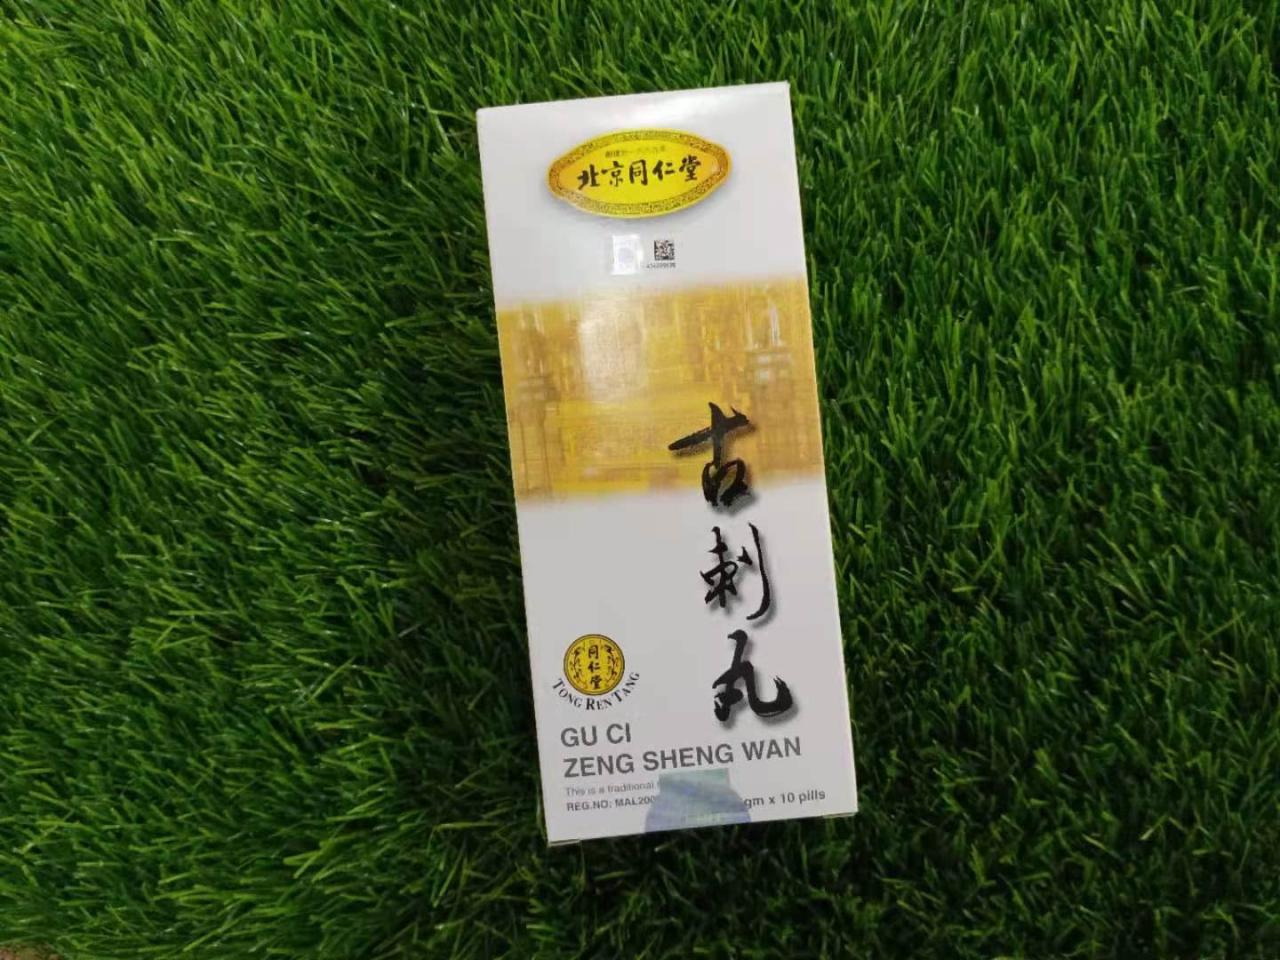 北京同仁堂
古刺丸
同仁堂
TONG REN TANG
GU CI
ZENG SHENG WAN
This is a traditional
REG.NO: MAL200
gm x 10 pills